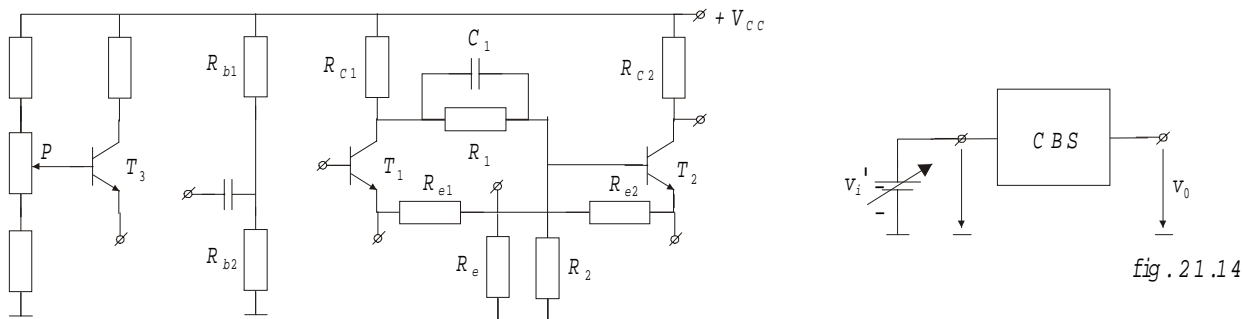 + V_CC
C_1
R_b1
R_C1
R_C2
P
T_3
R_1
T_1
T_2
R_e1
R_e2
R_b2
R_e
R_2
CBS
v_i
V_0
fig.21.14